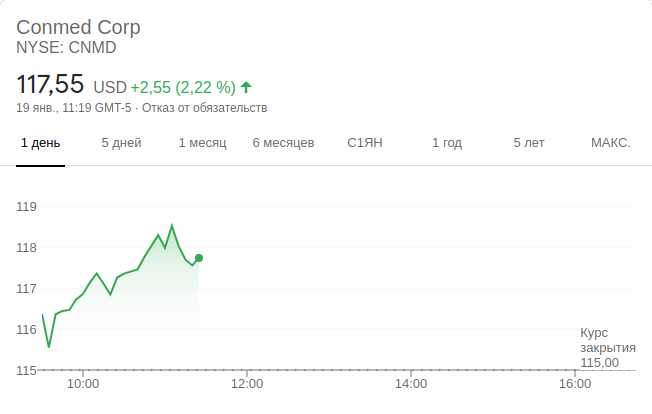 Conmed Corp
NYSE: CNMD
117,55 USD +2,55 (2,22 %)
19 янв., 11:19 GMT-5 · Отказ от обязательств
1 день 5 дней 1 месяц 6 месяцев С1ЯН 1 год 5 лет МАКС.
119
118
117
116
115
Курс
закрытия
115,00
10:00 12:00 14:00 16:00